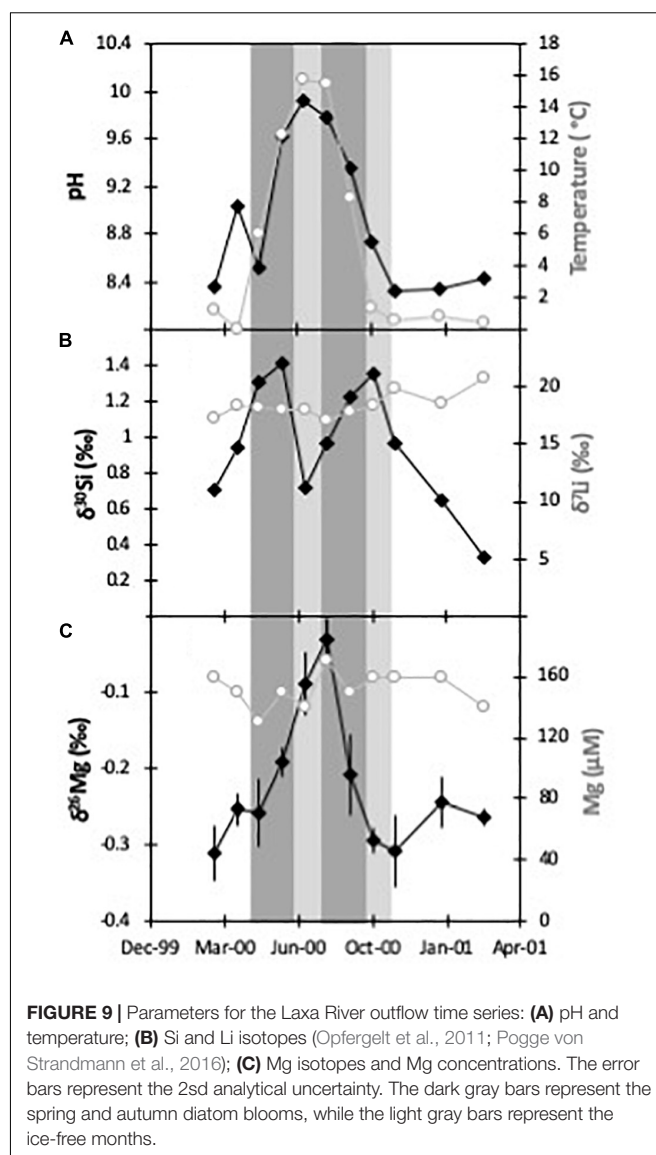 A
10.4
10
9.6
9.2
8.8
8.4
pH
18
16
14
12
10
8
6
4
2
Temperature ( °C)
B
1.4
1.2
1
0.8
0.6
0.4
0.2
δ³⁰Si (‰)
20
15
10
5
δ⁷Li (‰)
C
-0.1
-0.2
-0.3
-0.4
δ²⁶Mg (‰)
160
120
80
40
0
Mg (µM)
Dec-99 Mar-00 Jun-00 Oct-00 Jan-01 Apr-01
FIGURE 9 | Parameters for the Laxa River outflow time series: (A) pH and
temperature; (B) Si and Li isotopes (Opfergelt et al., 2011; Pogge von
Strandmann et al., 2016); (C) Mg isotopes and Mg concentrations. The error
bars represent the 2sd analytical uncertainty. The dark gray bars represent the
spring and autumn diatom blooms, while the light gray bars represent the
ice-free months.